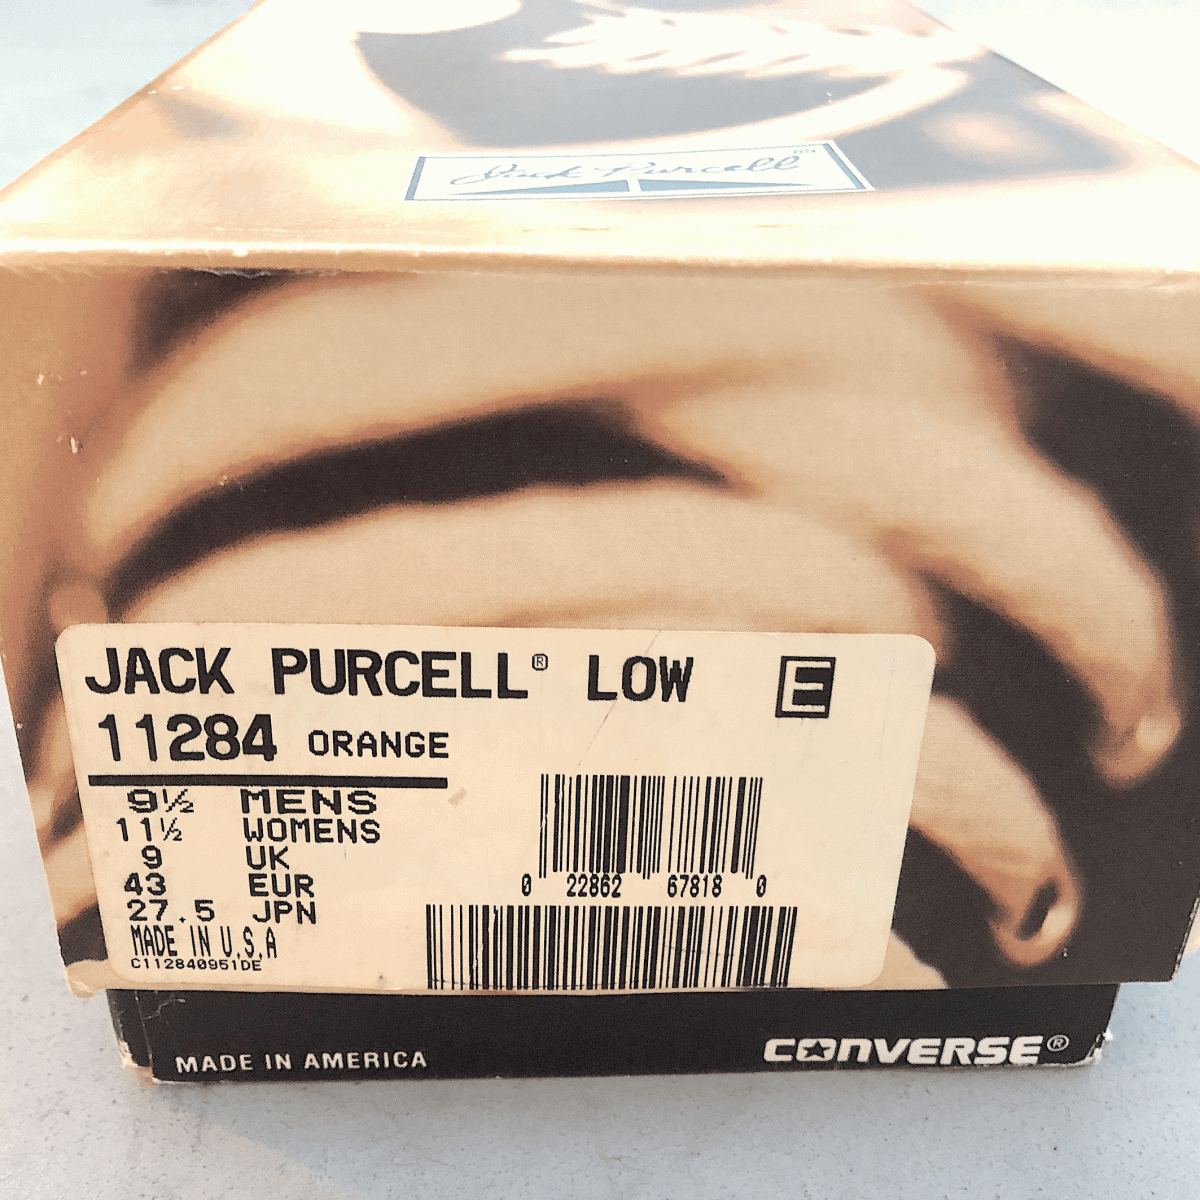 Jack Purcell®
JACK PURCELL® LOW E
11284 ORANGE
9½ MENS
11½ WOMENS
9 UK
43 EUR
27.5 JPN
MADE IN U.S.A
C112840951DE
0 22862 67818 0
MADE IN AMERICA
CONVERSE®